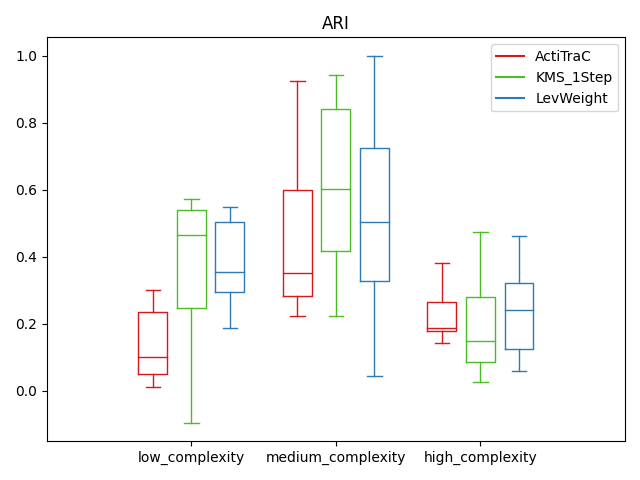 ARI
ActiTraC
KMS_1Step
LevWeight
1.0
0.8
0.6
0.4
0.2
0.0
low_complexity medium_complexity high_complexity